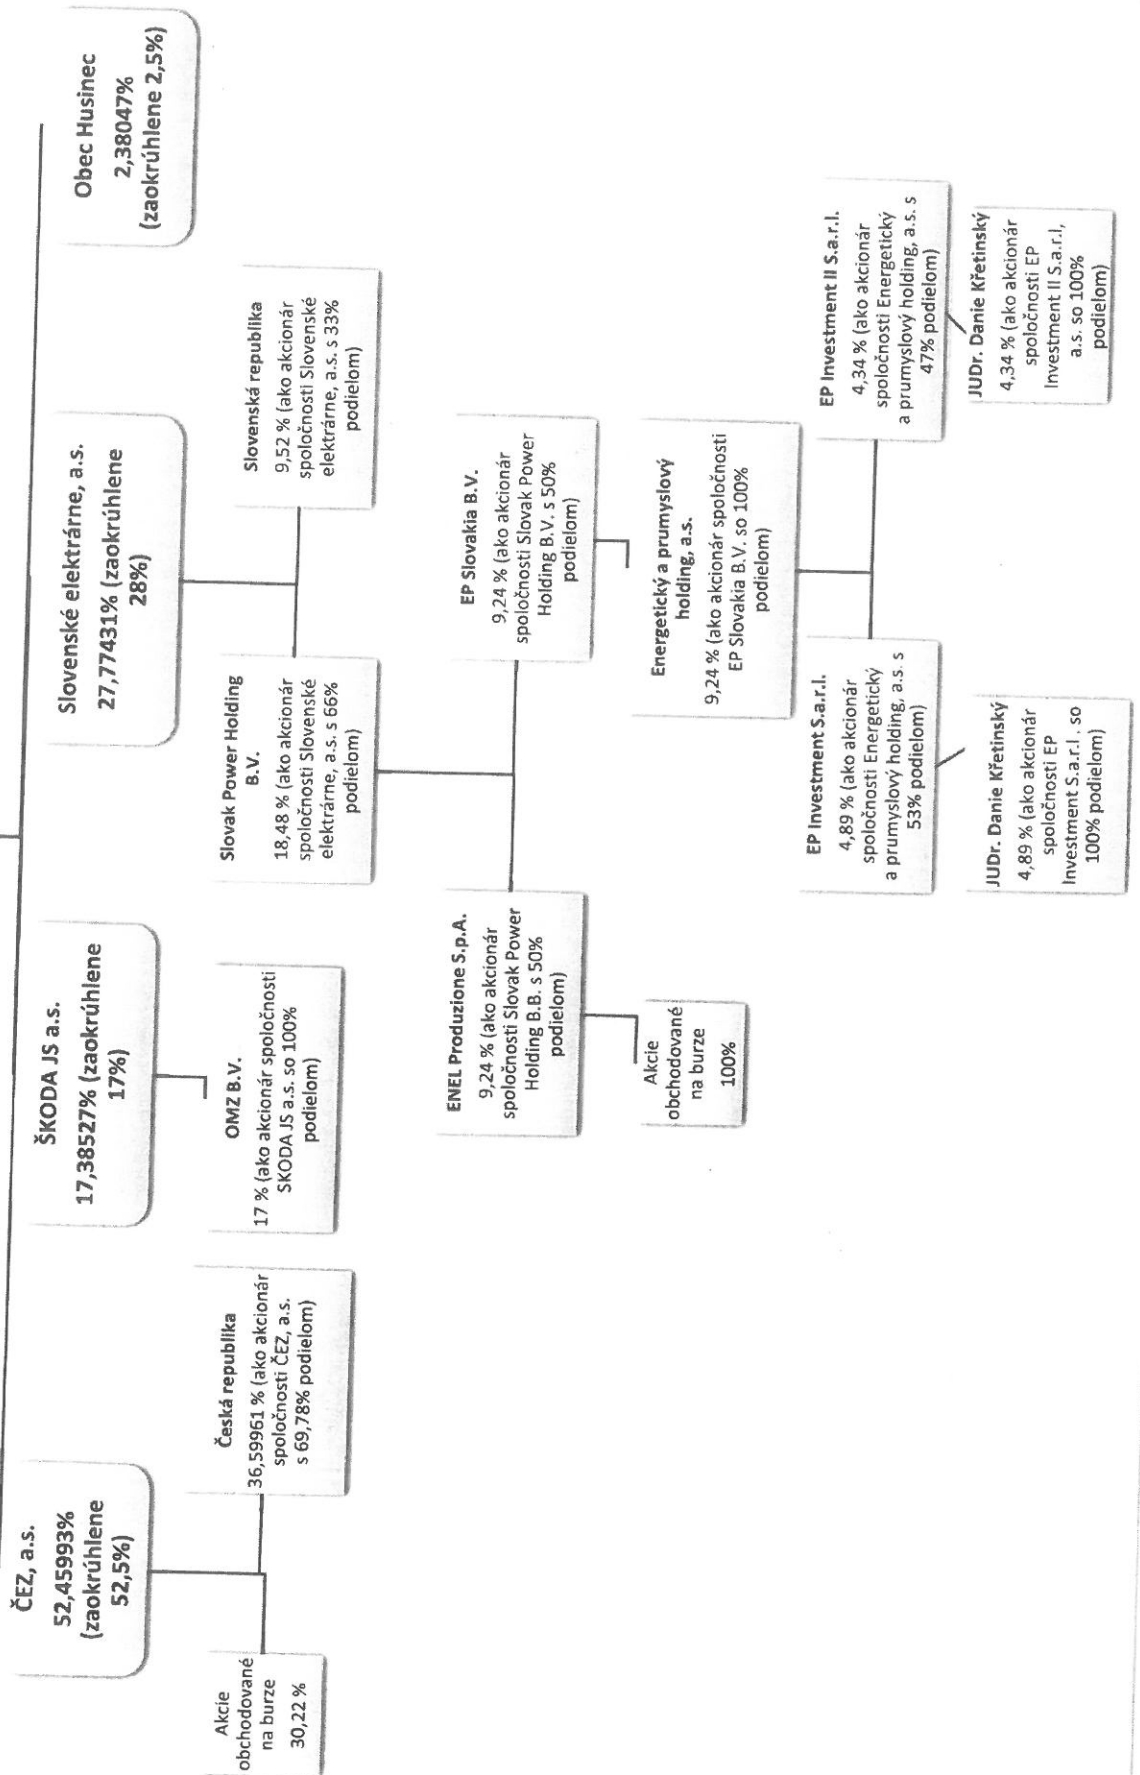 ČEZ, a.s.
52,45993%
(zaokrúhlene
52,5%)
ŠKODA JS a.s.
17,38527% (zaokrúhlene
17%)
Slovenské elektrárne, a.s.
27,77431% (zaokrúhlene
28%)
Obec Husinec
2,38047%
(zaokrúhlene 2,5%)
Akcie
obchodované
na burze
30,22 %
Česká republika
36,59961 % (ako akcionár
spoločnosti ČEZ, a.s.
s 69,78% podielom)
OMZ B.V.
17 % (ako akcionár spoločnosti
SKODA JS a.s. so 100%
podielom)
Slovak Power Holding
B.V.
18,48 % (ako akcionár
spoločnosti Slovenské
elektrárne, a.s. s 66%
podielom)
Slovenská republika
9,52 % (ako akcionár
spoločnosti Slovenské
elektrárne, a.s. s 33%
podielom)
ENEL Produzione S.p.A.
9,24 % (ako akcionár
spoločnosti Slovak Power
Holding B.B. s 50%
podielom)
EP Slovakia B.V.
9,24 % (ako akcionár
spoločnosti Slovak Power
Holding B.V. s 50%
podielom)
Akcie
obchodované
na burze
100%
Energetický a prumyslový
holding, a.s.
9,24 % (ako akcionár spoločnosti
EP Slovakia B.V. so 100%
podielom)
EP Investment S.a.r.l.
4,89 % (ako akcionár
spoločnosti Energetický
a prumyslový holding, a.s. s
53% podielom)
EP Investment II S.a.r.l.
4,34 % (ako akcionár
spoločnosti Energetický
a prumyslový holding, a.s. s
47% podielom)
JUDr. Danie Křetinský
4,89 % (ako akcionár
spoločnosti EP
Investment S.a.r.l. so
100% podielom)
JUDr. Danie Křetinský
4,34 % (ako akcionár
spoločnosti EP
Investment II S.a.r.l,
a.s. so 100%
podielom)